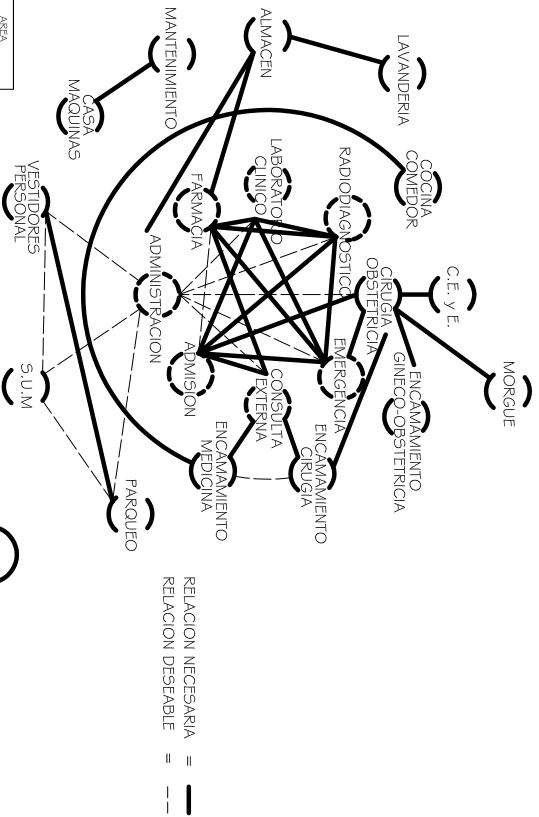 LAVANDERIA
ALMACEN
MANTENIMIENTO
CASA
MAQUINAS
COCINA
COMEDOR
LABORATORIO
CLINICO
RADIODIAGNOSTICO
FARMACIA
VESTIDORES
PERSONAL
ADMINISTRACION
CIRUGIA
OBSTETRICIA
C.E. y E.
MORGUE
ENCAMAMIENTO
GINECO-OBSTETRICIA
EMERGENCIA
ADMISION
CONSULTA
EXTERNA
S.U.M
ENCAMAMIENTO
CIRUGIA
ENCAMAMIENTO
MEDICINA
PARQUEO
RELACION NECESARIA =
RELACION DESEABLE =
AREA